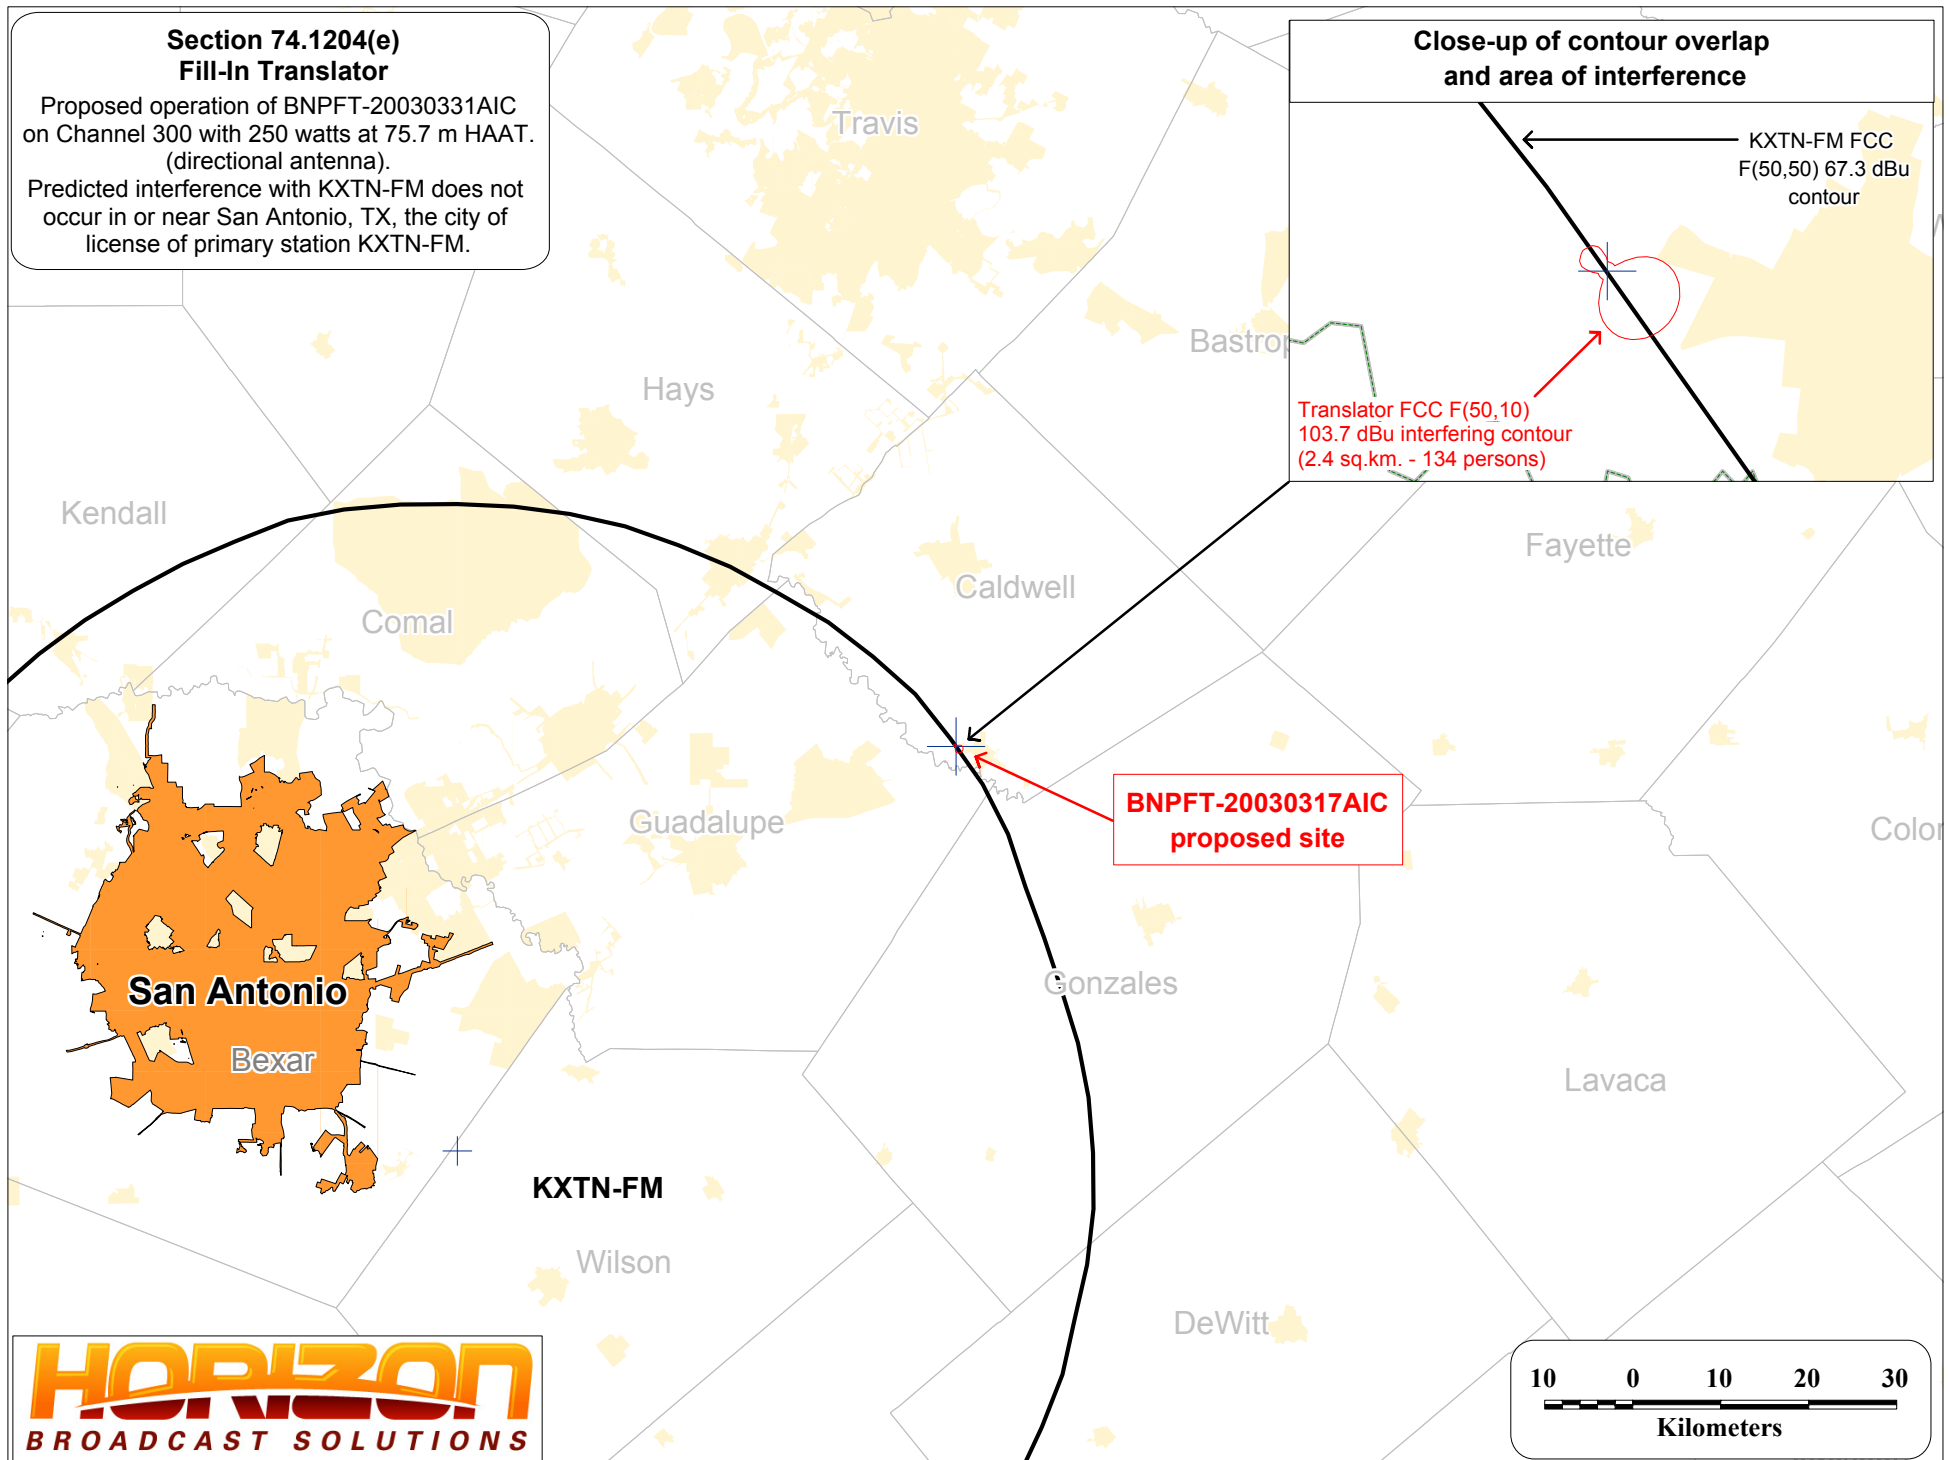 Section 74.1204(e)
Fill-In Translator
Proposed operation of BNPFT-20030331AIC
on Channel 300 with 250 watts at 75.7 m HAAT.
(directional antenna).
Predicted interference with KXTN-FM does not
occur in or near San Antonio, TX, the city of
license of primary station KXTN-FM.
Close-up of contour overlap
and area of interference
KXTN-FM FCC
F(50,50) 67.3 dBu
contour
Translator FCC F(50,10)
103.7 dBu interfering contour
(2.4 sq.km. - 134 persons)
Travis
Bastrop
Hays
Kendall
Fayette
Caldwell
Comal
BNPFT-20030317AIC
proposed site
Guadalupe
Color
San Antonio
Gonzales
Bexar
Lavaca
KXTN-FM
Wilson
DeWitt
HORIZON
BROADCAST SOLUTIONS
10 0 10 20 30
Kilometers